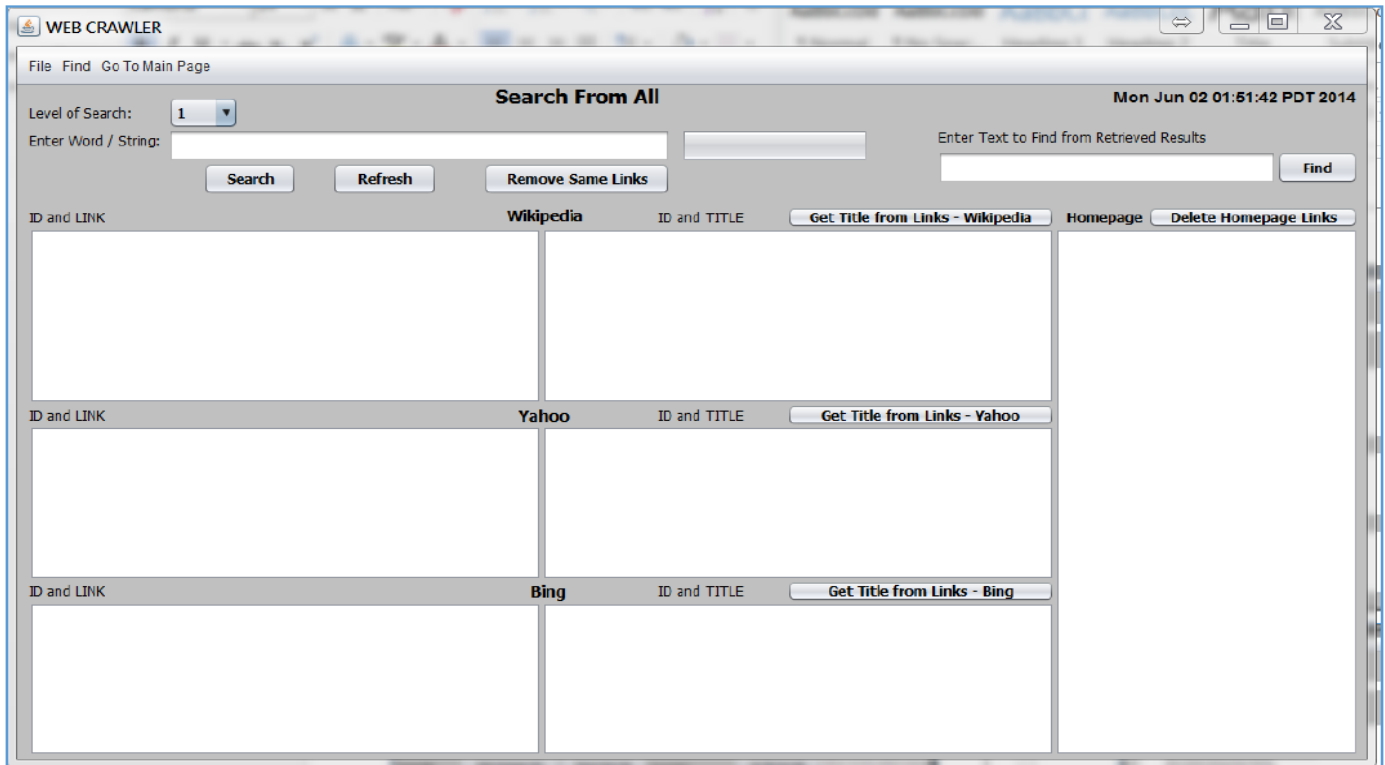 WEB CRAWLER
File Find Go To Main Page
Search From All
Mon Jun 02 01:51:42 PDT 2014
Level of Search: 1
Enter Word / String:
Enter Text to Find from Retrieved Results
Search Refresh Remove Same Links
Find
ID and LINK Wikipedia ID and TITLE Get Title from Links - Wikipedia Homepage Delete Homepage Links
ID and LINK Yahoo ID and TITLE Get Title from Links - Yahoo
ID and LINK Bing ID and TITLE Get Title from Links - Bing